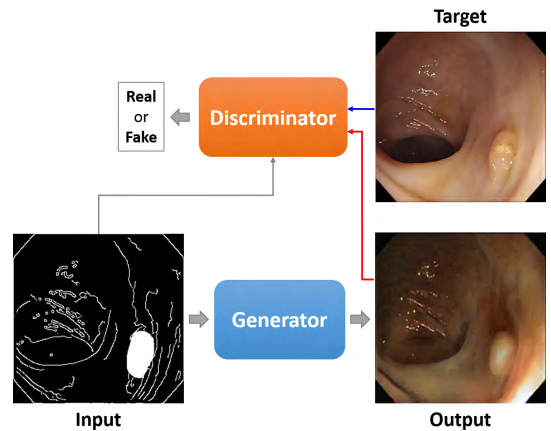 Target
Real
or
Fake
Discriminator
Generator
Input
Output